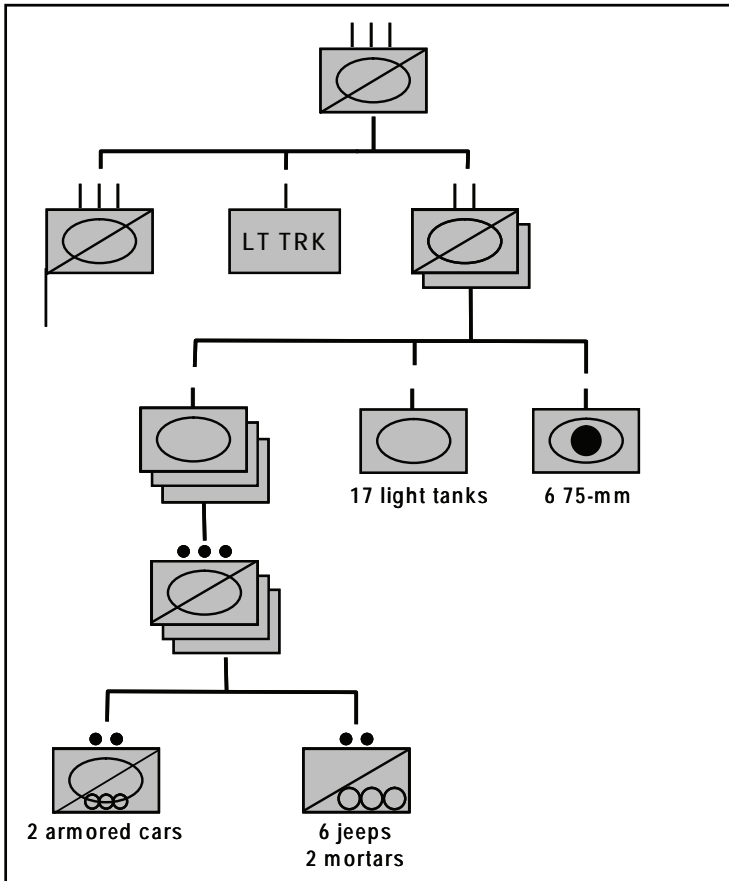 LT TRK
17 light tanks
6 75-mm
2 armored cars
6 jeeps
2 mortars